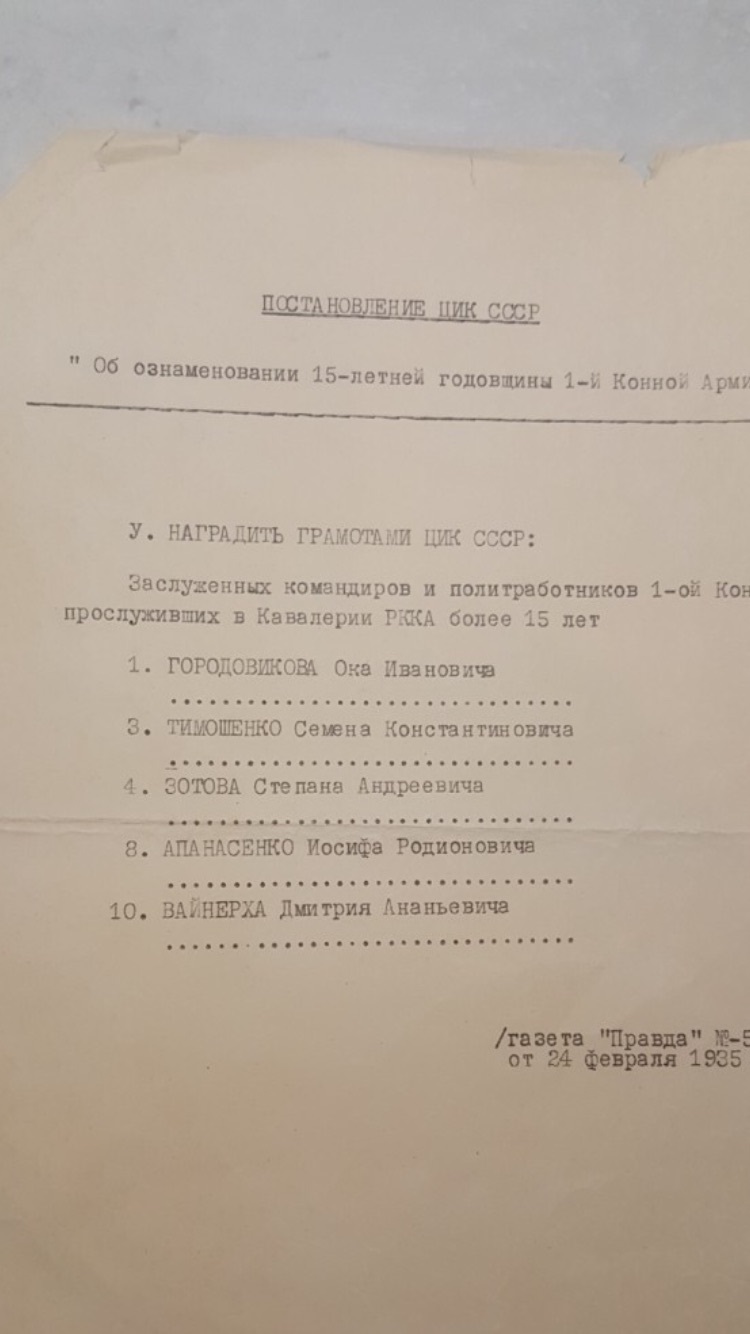 ПОСТАНОВЛЕНИЕ ЦИК СССР
" Об ознаменовании 15-летней годовщины 1-й Конной Арми
У. НАГРАДИТЬ ГРАМОТАМИ ЦИК СССР:
Заслуженных командиров и политработников 1-ой Кон
прослуживших в Кавалерии РККА более 15 лет
1. ГОРОДОВИКОВА Ока Ивановича
..................................
3. ТИМОШЕНКО Семена Константиновича
..................................
4. ЗОТОВА Степана Андреевича
..................................
8. АПАНАСЕНКО Иосифа Родионовича
..................................
10. ВАЙНЕРХА Дмитрия Ананьевича
..................................
/газета "Правда" №-5
от 24 февраля 1935